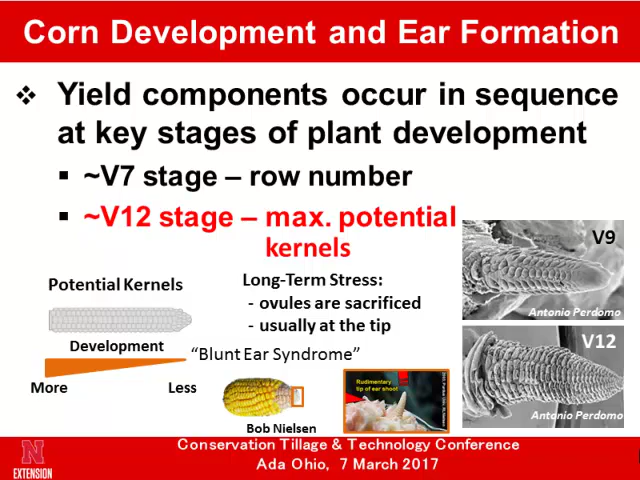 Corn Development and Ear Formation
❖ Yield components occur in sequence
at key stages of plant development
▪ ~V7 stage – row number
▪ ~V12 stage – max. potential
kernels
V9
Antonio Perdomo
Potential Kernels
Long-Term Stress:
- ovules are sacrificed
- usually at the tip
V12
Antonio Perdomo
Development
More
Less
"Blunt Ear Syndrome"
Rudimentary
tip of ear shoot
Bob Nielsen
N
EXTENSION
Conservation Tillage & Technology Conference
Ada Ohio, 7 March 2017